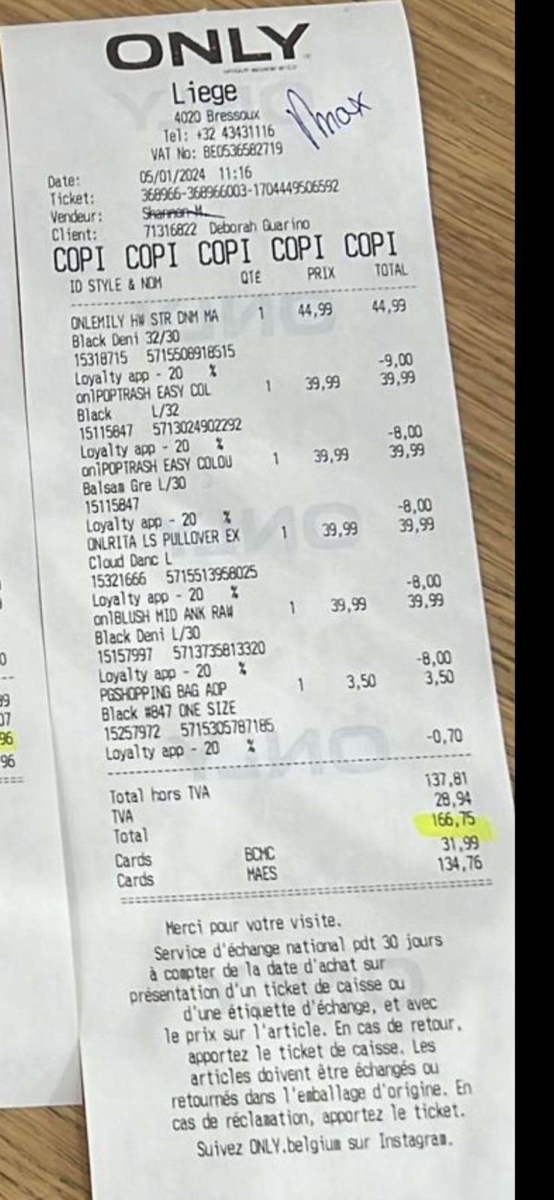 ONLY
Liege
4020 Bressoux
Tel: +32 43431116
VAT No: BE0536582719
Date: 05/01/2024 11:16
Ticket: 368966-368966003-1704449506592
Vendeur: Shannon M.
Client: 71316822 Deborah Guarino
COPI COPI COPI COPI COPI
ID STYLE & NOM QTÉ PRIX TOTAL
ONLEMILY HW STR DNM MA 1 44,99 44,99
Black Deni 32/30
15318715 5715508918515
Loyalty app - 20 % -9,00
onlPOPTRASH EASY COL 1 39,99 39,99
Black L/32
15115847 5713024902292
Loyalty app - 20 % -8,00
onlPOPTRASH EASY COLOU 1 39,99 39,99
Balsam Gre L/30
15115847
Loyalty app - 20 % -8,00
ONLRITA LS PULLOVER EX 1 39,99 39,99
Cloud Danc L
15321666 5715513958025
Loyalty app - 20 % -8,00
onlBLUSH MID ANK RAW 1 39,99 39,99
Black Deni L/30
15157997 5713735813320
Loyalty app - 20 % -8,00
PGSHOPPING BAG AOP 1 3,50 3,50
Black #847 ONE SIZE
15257972 5715305787185
Loyalty app - 20 % -0,70
Total hors TVA 137,81
TVA 28,94
Total 166,75
Cards BCMC 31,99
Cards MAES 134,76
Merci pour votre visite.
Service d'échange national pdt 30 jours
à compter de la date d'achat sur
présentation d'un ticket de caisse ou
d'une étiquette d'échange, et avec
le prix sur l'article. En cas de retour,
apportez le ticket de caisse. Les
articles doivent être échangés ou
retournés dans l'emballage d'origine. En
cas de réclamation, apportez le ticket.
Suivez ONLY.belgium sur Instagram.